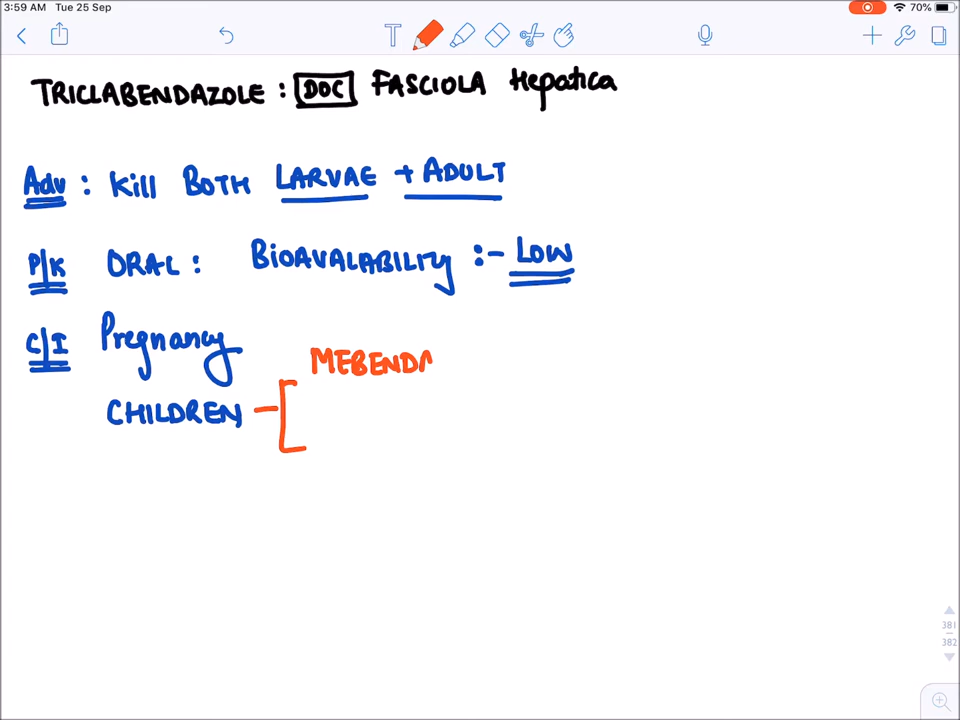 3:59 AM Tue 25 Sep 70%
T
TRICLABENDAZOLE : DOC FASCIOLA Hepatica
Adv : Kill BOTH LARVAE + ADULT
P/K ORAL : BIOAVALABILITY :- LOW
C/I Pregnancy
MEBENDA
CHILDREN
381
382